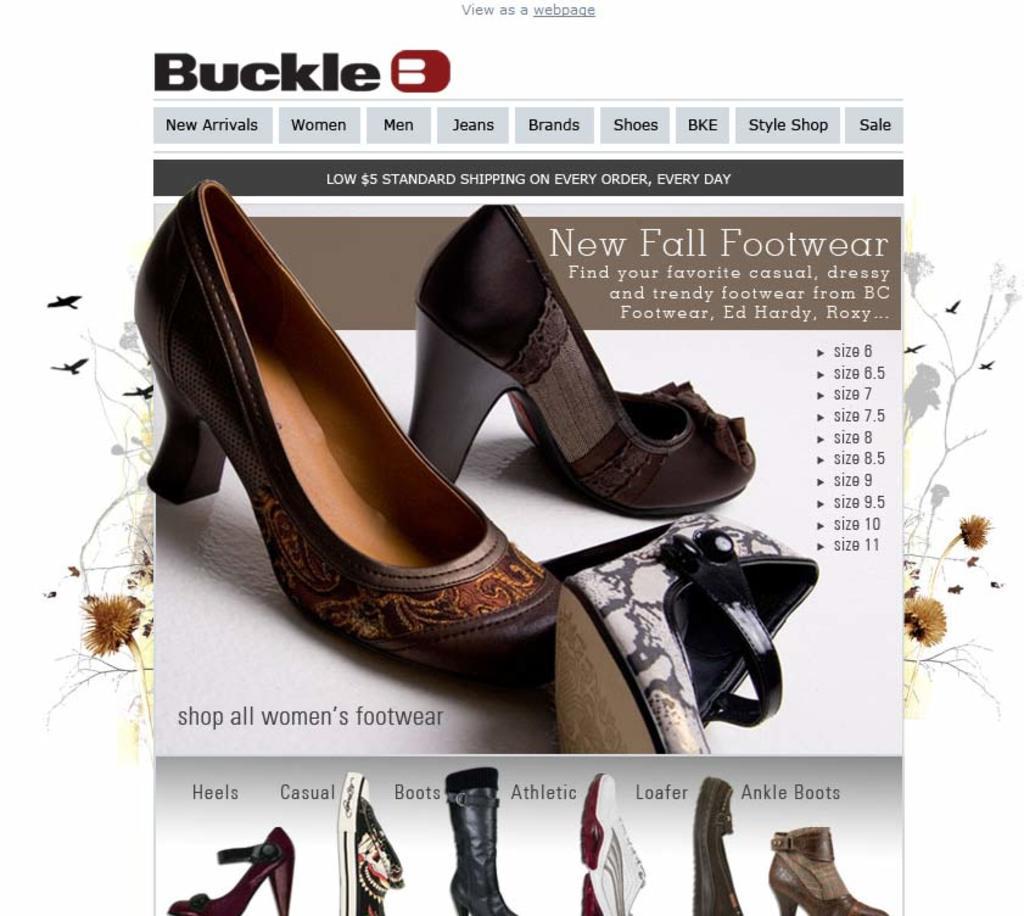 View as a webpage
Buckle B
New Arrivals Women Men Jeans Brands Shoes BKE Style Shop Sale
LOW $5 STANDARD SHIPPING ON EVERY ORDER, EVERY DAY
New Fall Footwear
Find your favorite casual, dressy
and trendy footwear from BC
Footwear, Ed Hardy, Roxy...
size 6
size 6.5
size 7
size 7.5
size 8
size 8.5
size 9
size 9.5
size 10
size 11
shop all women's footwear
Heels Casual Boots Athletic Loafer Ankle Boots